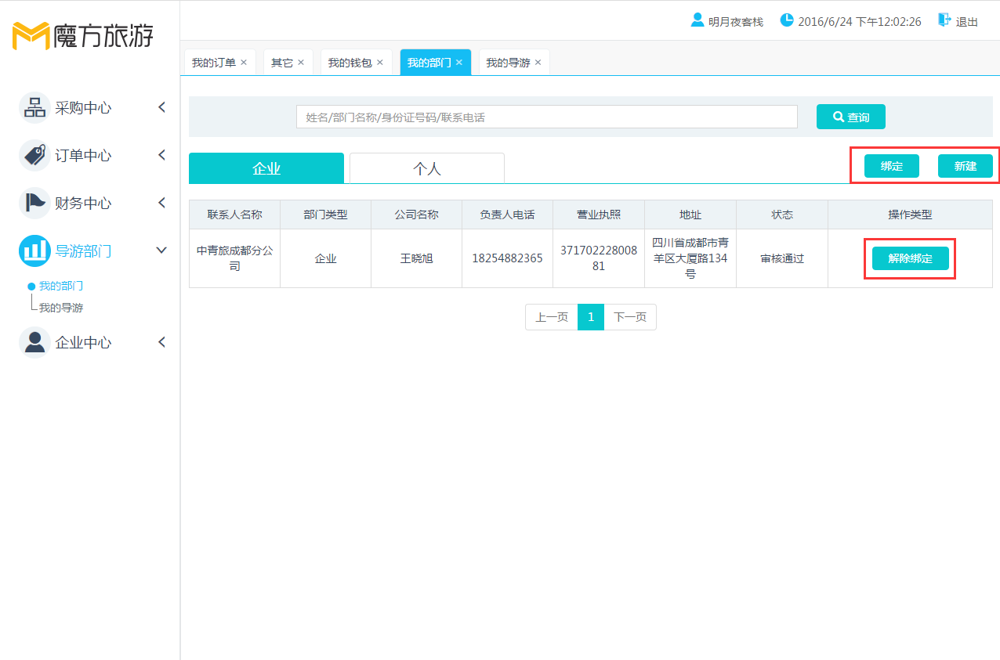 魔方旅游
明月夜客栈 2016/6/24 下午12:02:26 退出
我的订单 × 其它 × 我的钱包 × 我的部门 × 我的导游 ×
采购中心
订单中心
财务中心
导游部门
我的部门
我的导游
企业中心
姓名/部门名称/身份证号码/联系电话 查询
企业 个人 绑定 新建
联系人名称 部门类型 公司名称 负责人电话 营业执照 地址 状态 操作类型
中青旅成都分公
司
企业
王晓旭
18254882365
371702228008
81
四川省成都市青
羊区大厦路134
号
审核通过
解除绑定
上一页 1 下一页